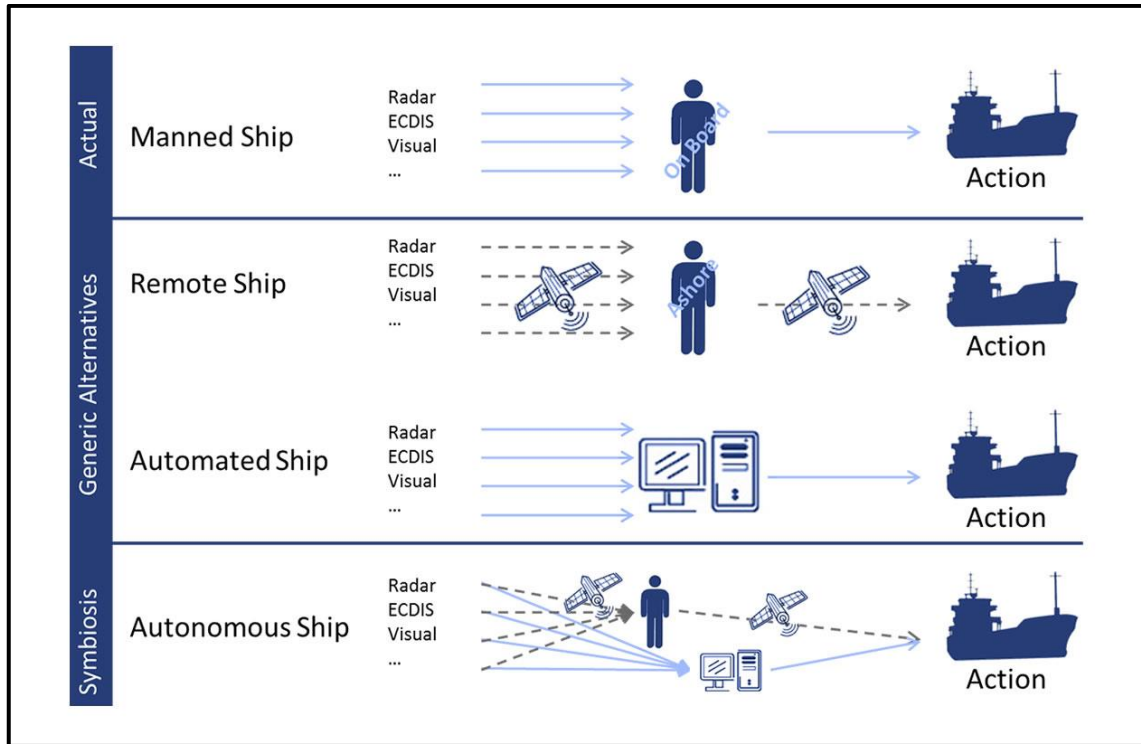 Actual
Manned Ship
Radar
ECDIS
Visual
...
On Board
Action
Generic Alternatives
Remote Ship
Radar
ECDIS
Visual
...
Ashore
Action
Automated Ship
Radar
ECDIS
Visual
...
Action
Symbiosis
Autonomous Ship
Radar
ECDIS
Visual
...
Action